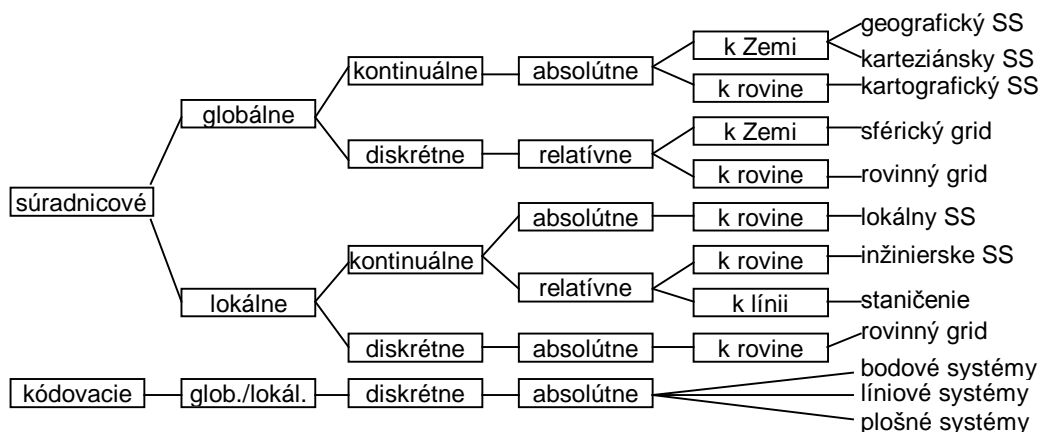 geografický SS
k Zemi
karteziánsky SS
kontinuálne
absolútne
k rovine
kartografický SS
globálne
k Zemi
sférický grid
diskrétne
relatívne
k rovine
rovinný grid
súradnicové
absolútne
k rovine
lokálny SS
kontinuálne
k rovine
inžinierske SS
relatívne
lokálne
k línii
staničenie
diskrétne
absolútne
k rovine
rovinný grid
kódovacie
glob./lokál.
diskrétne
absolútne
bodové systémy
líniové systémy
plošné systémy